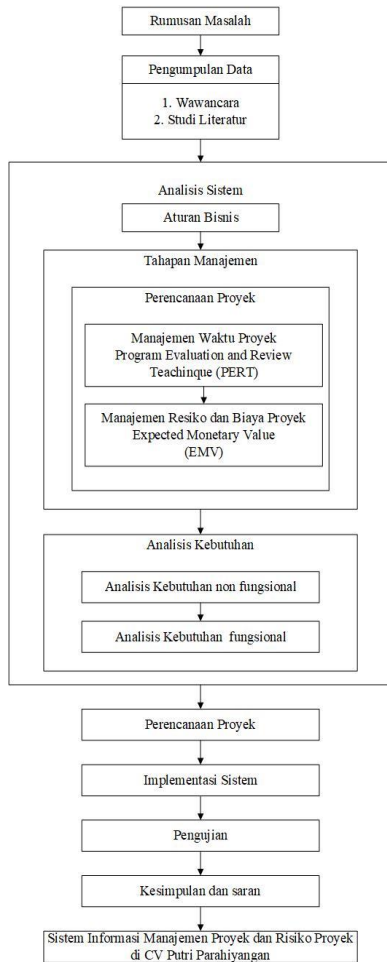 Rumusan Masalah
Pengumpulan Data
1. Wawancara
2. Studi Literatur
Analisis Sistem
Aturan Bisnis
Tahapan Manajemen
Perencanaan Proyek
Manajemen Waktu Proyek
Program Evaluation and Review
Teachinque (PERT)
Manajemen Resiko dan Biaya Proyek
Expected Monetary Value
(EMV)
Analisis Kebutuhan
Analisis Kebutuhan non fungsional
Analisis Kebutuhan fungsional
Perencanaan Proyek
Implementasi Sistem
Pengujian
Kesimpulan dan saran
Sistem Informasi Manajemen Proyek dan Risiko Proyek
di CV Putri Parahiyangan